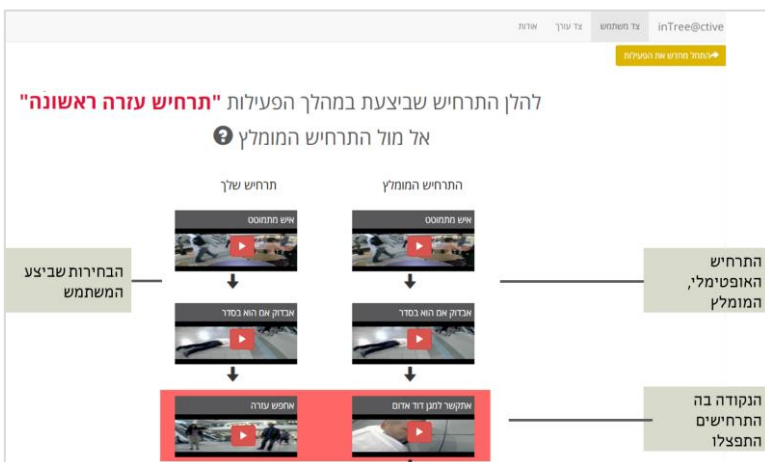 inTree@ctive צד משתמש צד עורך אודות
התחל מחדש את הפעילות
להלן התרחיש שביצעת במהלך הפעילות "תרחיש עזרה ראשונה"
אל מול התרחיש המומלץ ?
התרחיש המומלץ תרחיש שלך
איש מתמוטט איש מתמוטט
התרחיש
האופטימלי,
המומלץ
הבחירות שביצע
המשתמש
אבדוק אם הוא בסדר אבדוק אם הוא בסדר
אתקשר למגן דוד אדום אחפש עזרה
הנקודה בה
התרחישים
התפצלו